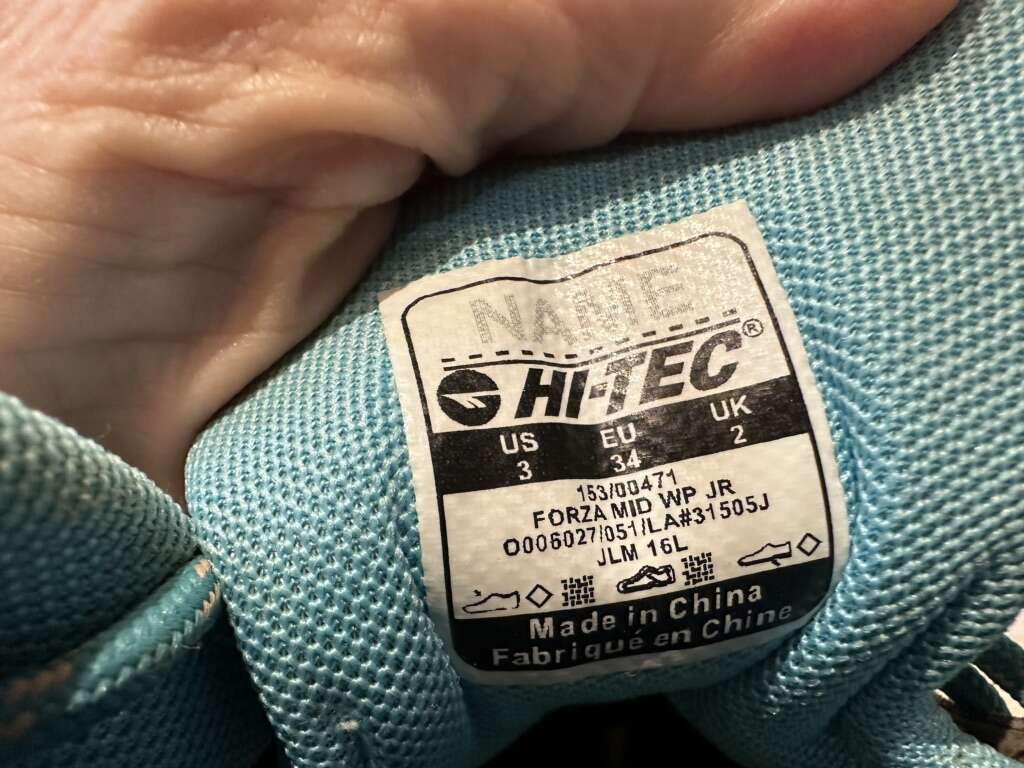 NAME
HI-TEC®
US EU UK
3 34 2
153/00471
FORZA MID WP JR
O006027/051/LA#31505J
JLM 16L
Made in China
Fabriqué en Chine